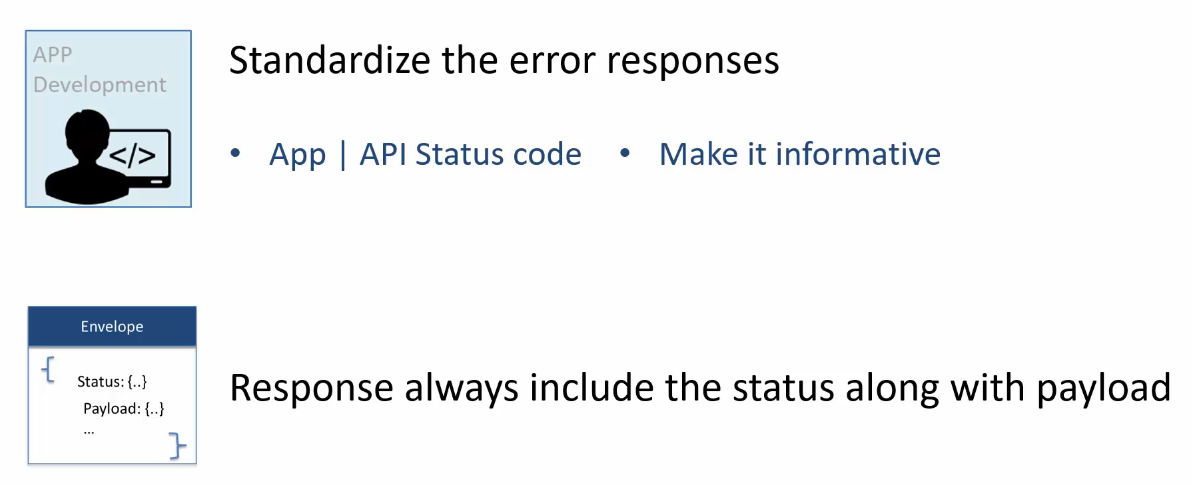 APP
Development
</>
Standardize the error responses
• App | API Status code • Make it informative
Envelope
{
Status: {..}
Payload: {..}
...
}
Response always include the status along with payload